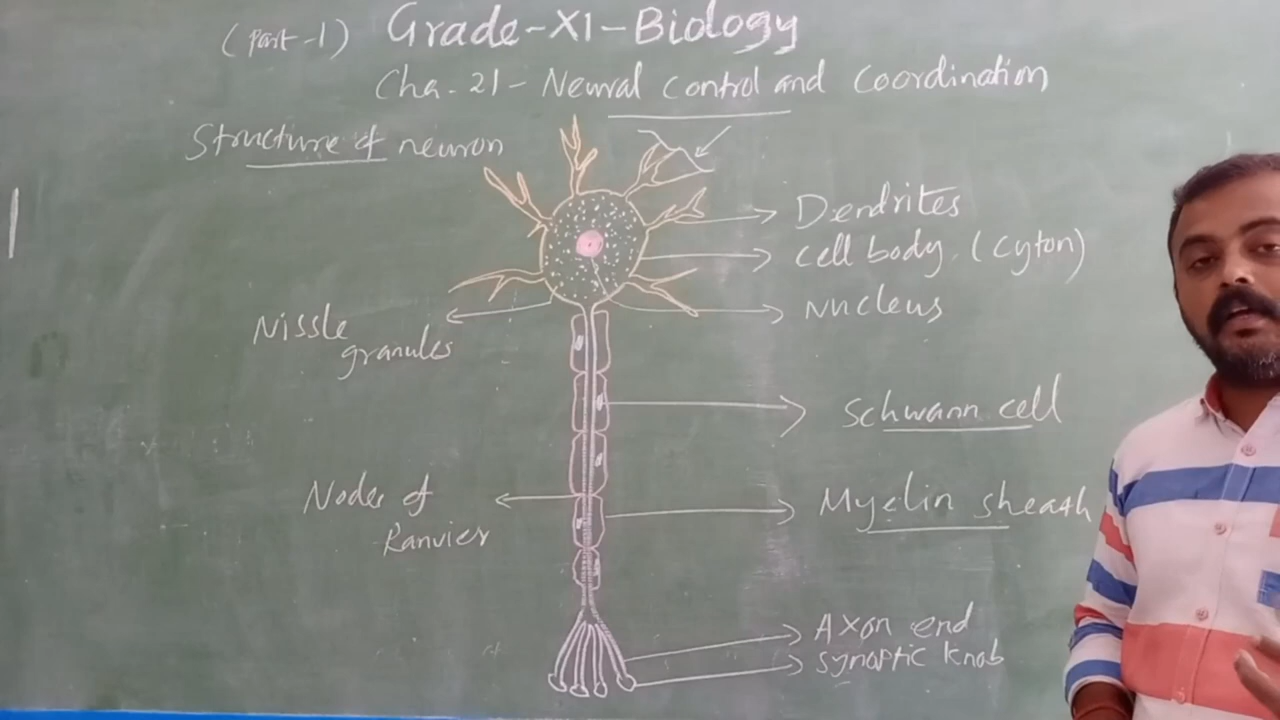 (Part-1) Grade-XI-Biology
Cha. 21- Neural control and Coordination
Structure of neuron
Dendrites
Cell body. (Cyton)
Nucleus
Nissle
granules
Schwann cell
Nodes of
Ranvier
Myelin sheath
Axon end
synaptic knob